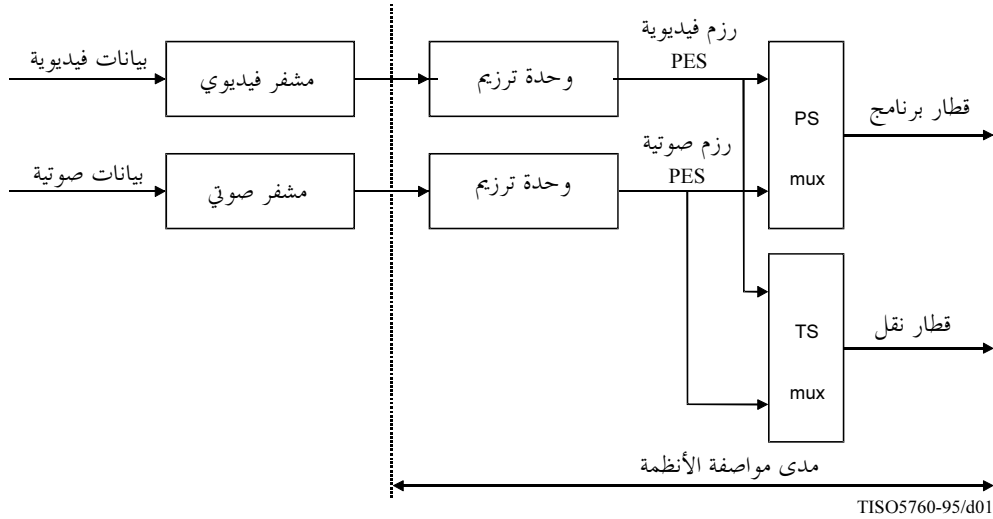 رزم فيديوية
PES
بيانات فيديوية
مشفر فيديوي
وحدة ترزيم
PS
mux
قطار برنامج
رزم صوتية
PES
بيانات صوتية
مشفر صوتي
وحدة ترزيم
TS
mux
قطار نقل
مدى مواصفة الأنظمة
TISO5760-95/d01